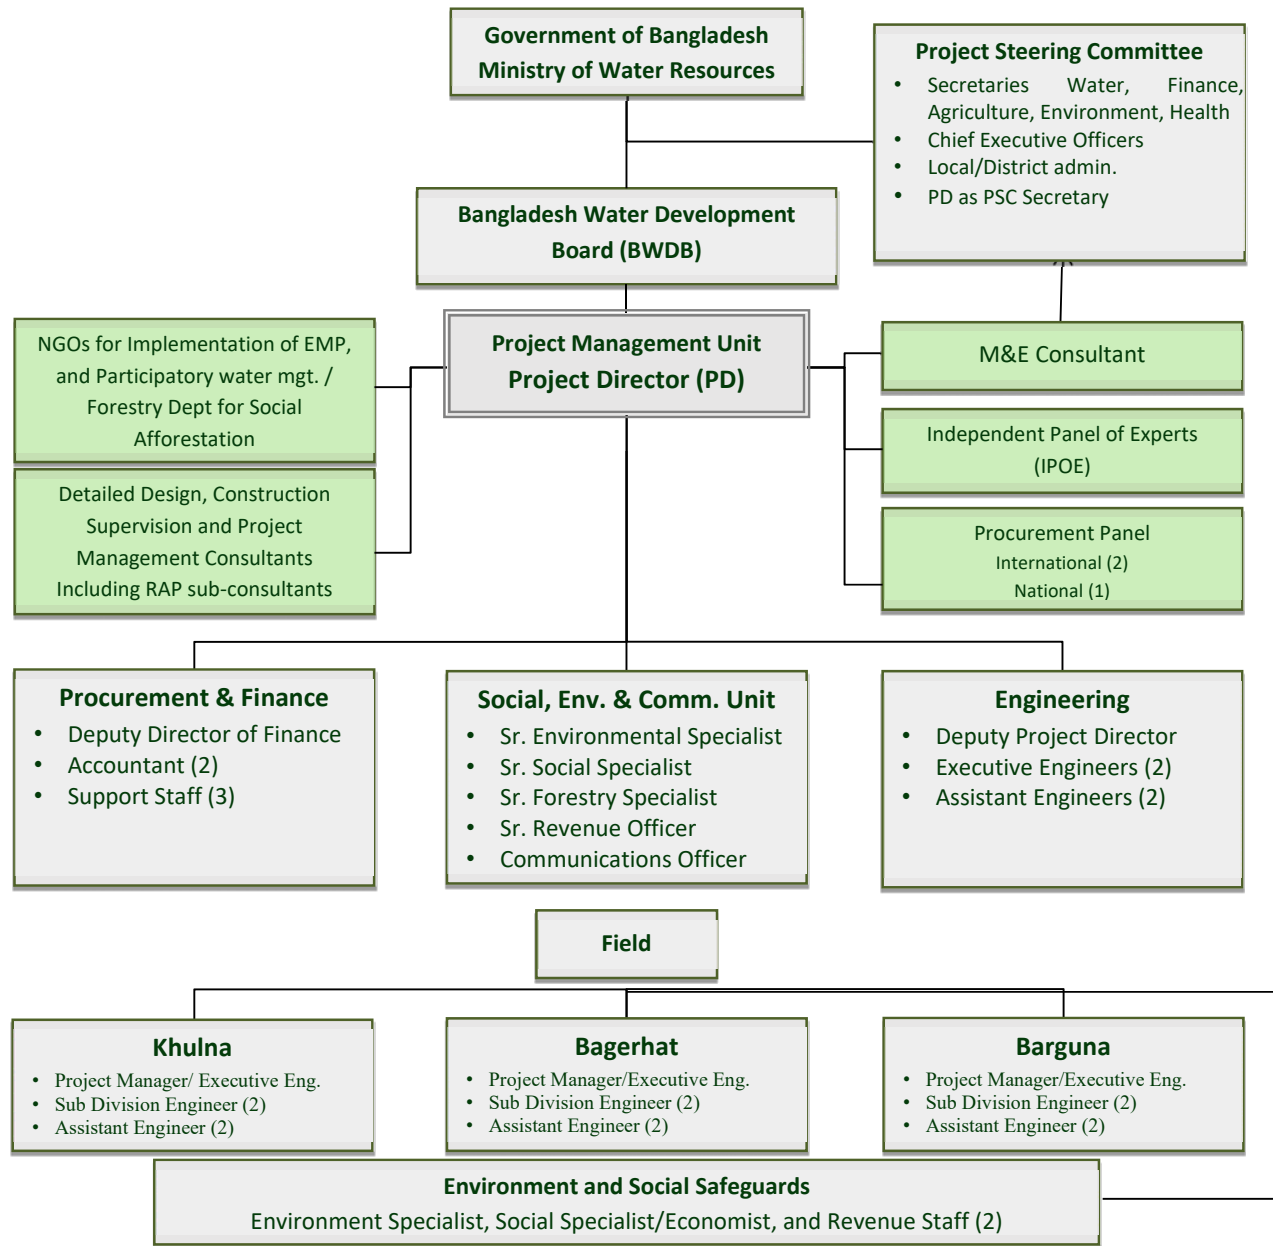 Government of Bangladesh
Ministry of Water Resources
Project Steering Committee
• Secretaries Water, Finance,
Agriculture, Environment, Health
• Chief Executive Officers
• Local/District admin.
• PD as PSC Secretary
Bangladesh Water Development
Board (BWDB)
NGOs for Implementation of EMP,
and Participatory water mgt. /
Forestry Dept for Social
Afforestation
Project Management Unit
Project Director (PD)
M&E Consultant
Independent Panel of Experts
(IPOE)
Detailed Design, Construction
Supervision and Project
Management Consultants
Including RAP sub-consultants
Procurement Panel
International (2)
National (1)
Procurement & Finance
• Deputy Director of Finance
• Accountant (2)
• Support Staff (3)
Social, Env. & Comm. Unit
• Sr. Environmental Specialist
• Sr. Social Specialist
• Sr. Forestry Specialist
• Sr. Revenue Officer
• Communications Officer
Engineering
• Deputy Project Director
• Executive Engineers (2)
• Assistant Engineers (2)
Field
Khulna
• Project Manager/ Executive Eng.
• Sub Division Engineer (2)
• Assistant Engineer (2)
Bagerhat
• Project Manager/Executive Eng.
• Sub Division Engineer (2)
• Assistant Engineer (2)
Barguna
• Project Manager/Executive Eng.
• Sub Division Engineer (2)
• Assistant Engineer (2)
Environment and Social Safeguards
Environment Specialist, Social Specialist/Economist, and Revenue Staff (2)